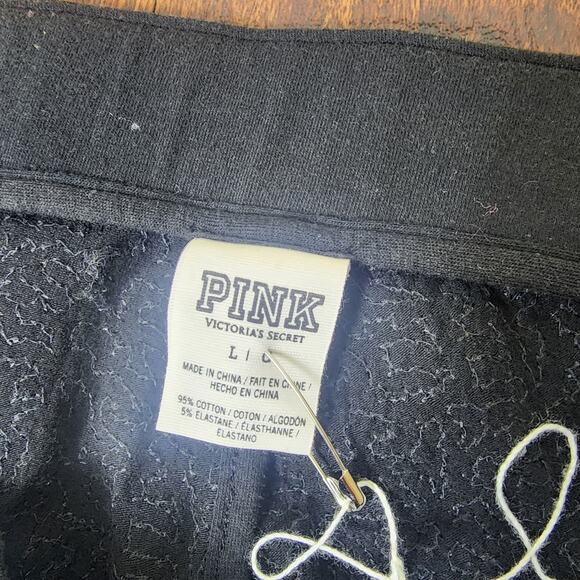 PINK
VICTORIA'S SECRET
L / G
MADE IN CHINA / FAIT EN CHINE /
HECHO EN CHINA
95% COTTON / COTON / ALGODÓN
5% ELASTANE / ÉLASTHANNE /
ELASTANO